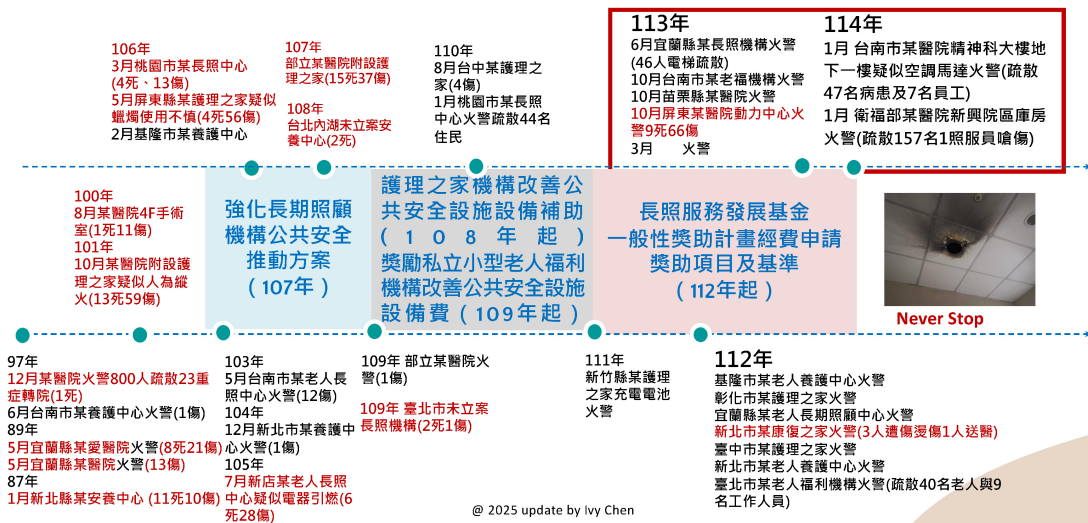 106年
3月桃園市某長照中心
(4死、13傷)
5月屏東縣某護理之家疑似
蠟燭使用不慎(4死56傷)
2月基隆市某養護中心
107年
部立某醫院附設護
理之家(15死37傷)
108年
台北內湖未立案安
養中心(2死)
110年
8月台中某護理之
家(4傷)
1月桃園市某長照
中心火警疏散44名
住民
113年
6月宜蘭縣某長照機構火警
(46人電梯疏散)
10月台南市某老福機構火警
10月苗栗縣某醫院火警
10月屏東某醫院動力中心火
警9死66傷
3月 火警
114年
1月 台南市某醫院精神科大樓地
下一樓疑似空調馬達火警(疏散
47名病患及7名員工)
1月 衛福部某醫院新興院區庫房
火警(疏散157名1照服員嗆傷)
100年
8月某醫院4F手術
室(1死11傷)
101年
10月某醫院附設護
理之家疑似人為縱
火(13死59傷)
強化長期照顧
機構公共安全
推動方案
(107年)
護理之家機構改善公
共安全設施設備補助
(108年起)
獎勵私立小型老人福利
機構改善公共安全設施
設備費(109年起)
長照服務發展基金
一般性獎助計畫經費申請
獎助項目及基準
(112年起)
Never Stop
97年
12月某醫院火警800人疏散23重
症轉院(1死)
6月台南市某養護中心火警(1傷)
89年
5月宜蘭縣某愛醫院火警(8死21傷)
5月宜蘭縣某醫院火警(13傷)
87年
1月新北縣某安養中心 (11死10傷)
103年
5月台南市某老人長
照中心火警(12傷)
104年
12月新北市某養護中
心火警(1傷)
105年
7月新店某老人長照
中心疑似電器引燃(6
死28傷)
109年 部立某醫院火
警(1傷)
109年 臺北市未立案
長照機構(2死1傷)
111年
新竹縣某護理
之家充電電池
火警
112年
基隆市某老人養護中心火警
彰化市某護理之家火警
宜蘭縣某老人長期照顧中心火警
新北市某康復之家火警(3人遭傷燙傷1人送醫)
臺中市某護理之家火警
新北市某老人養護中心火警
臺北市某老人福利機構火警(疏散40名老人與9
名工作人員)
@ 2025 update by Ivy Chen